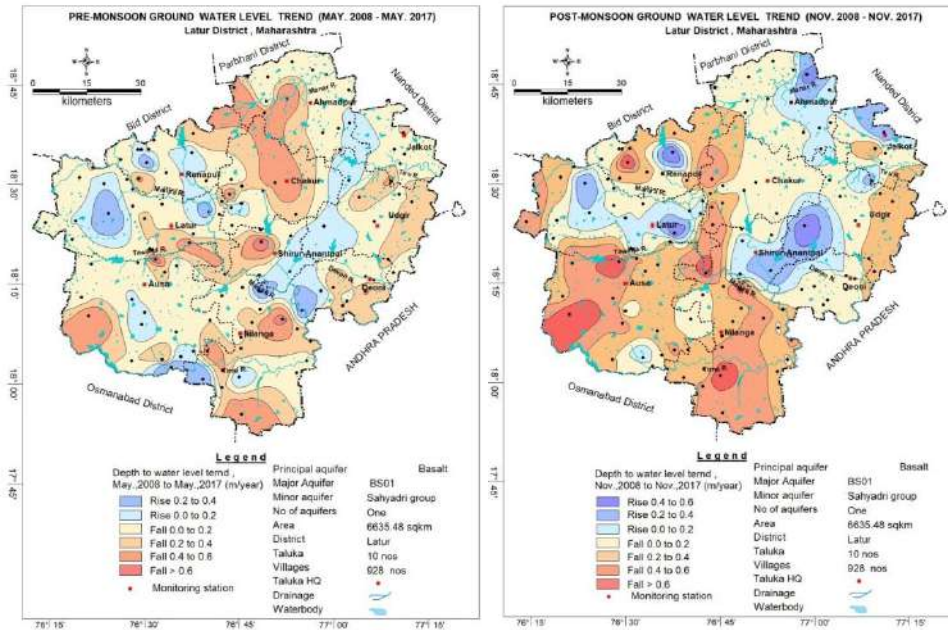 PRE-MONSOON GROUND WATER LEVEL TREND (MAY. 2008 - MAY. 2017)
Latur District , Maharashtra
Parbhani District
Nanded District
Bid District
0 15 30
kilometers
18° 45'
18° 30'
18° 15'
18° 00'
17° 45'
Manar R.
Ahmadpur
Jalkot
Renapur
Chakur
Manjra R.
Udgir
Latur
Shirur-Anantpal
Ausa
Deoni
Nilanga
ANDHRA PRADESH
Osmanabad District
Legend
Depth to water level ternd ,
May.,2008 to May.,2017 (m/year)
Rise 0.2 to 0.4
Rise 0.0 to 0.2
Fall 0.0 to 0.2
Fall 0.2 to 0.4
Fall 0.4 to 0.6
Fall > 0.6
Monitoring station
Principal aquifer Basalt
Major Aquifer BS01
Minor aquifer Sahyadri group
No of aquifers One
Area 6635.48 sqkm
District Latur
Taluka 10 nos
Villages 928 nos
Taluka HQ
Drainage
Waterbody
76° 15' 76° 30' 76° 45' 77° 00' 77° 15'
POST-MONSOON GROUND WATER LEVEL TREND (NOV. 2008 - NOV. 2017)
Latur District , Maharashtra
Parbhani District
Nanded District
Bid District
0 15 30
kilometers
18° 45'
18° 30'
18° 15'
18° 00'
17° 45'
Manar R.
Ahmadpur
Jalkot
Renapur
Chakur
Manjra R.
Udgir
Latur
Shirur-Anantpal
Ausa
Deoni
Nilanga
ANDHRA PRADESH
Osmanabad District
Legend
Depth to water level ternd ,
Nov.,2008 to Nov.,2017 (m/year)
Rise 0.4 to 0.6
Rise 0.2 to 0.4
Rise 0.0 to 0.2
Fall 0.0 to 0.2
Fall 0.2 to 0.4
Fall 0.4 to 0.6
Fall > 0.6
Monitoring station
Principal aquifer Basalt
Major Aquifer BS01
Minor aquifer Sahyadri group
No of aquifers One
Area 6635.48 sqkm
District Latur
Taluka 10 nos
Villages 928 nos
Taluka HQ
Drainage
Waterbody
76° 15' 76° 30' 76° 45' 77° 00' 77° 15'